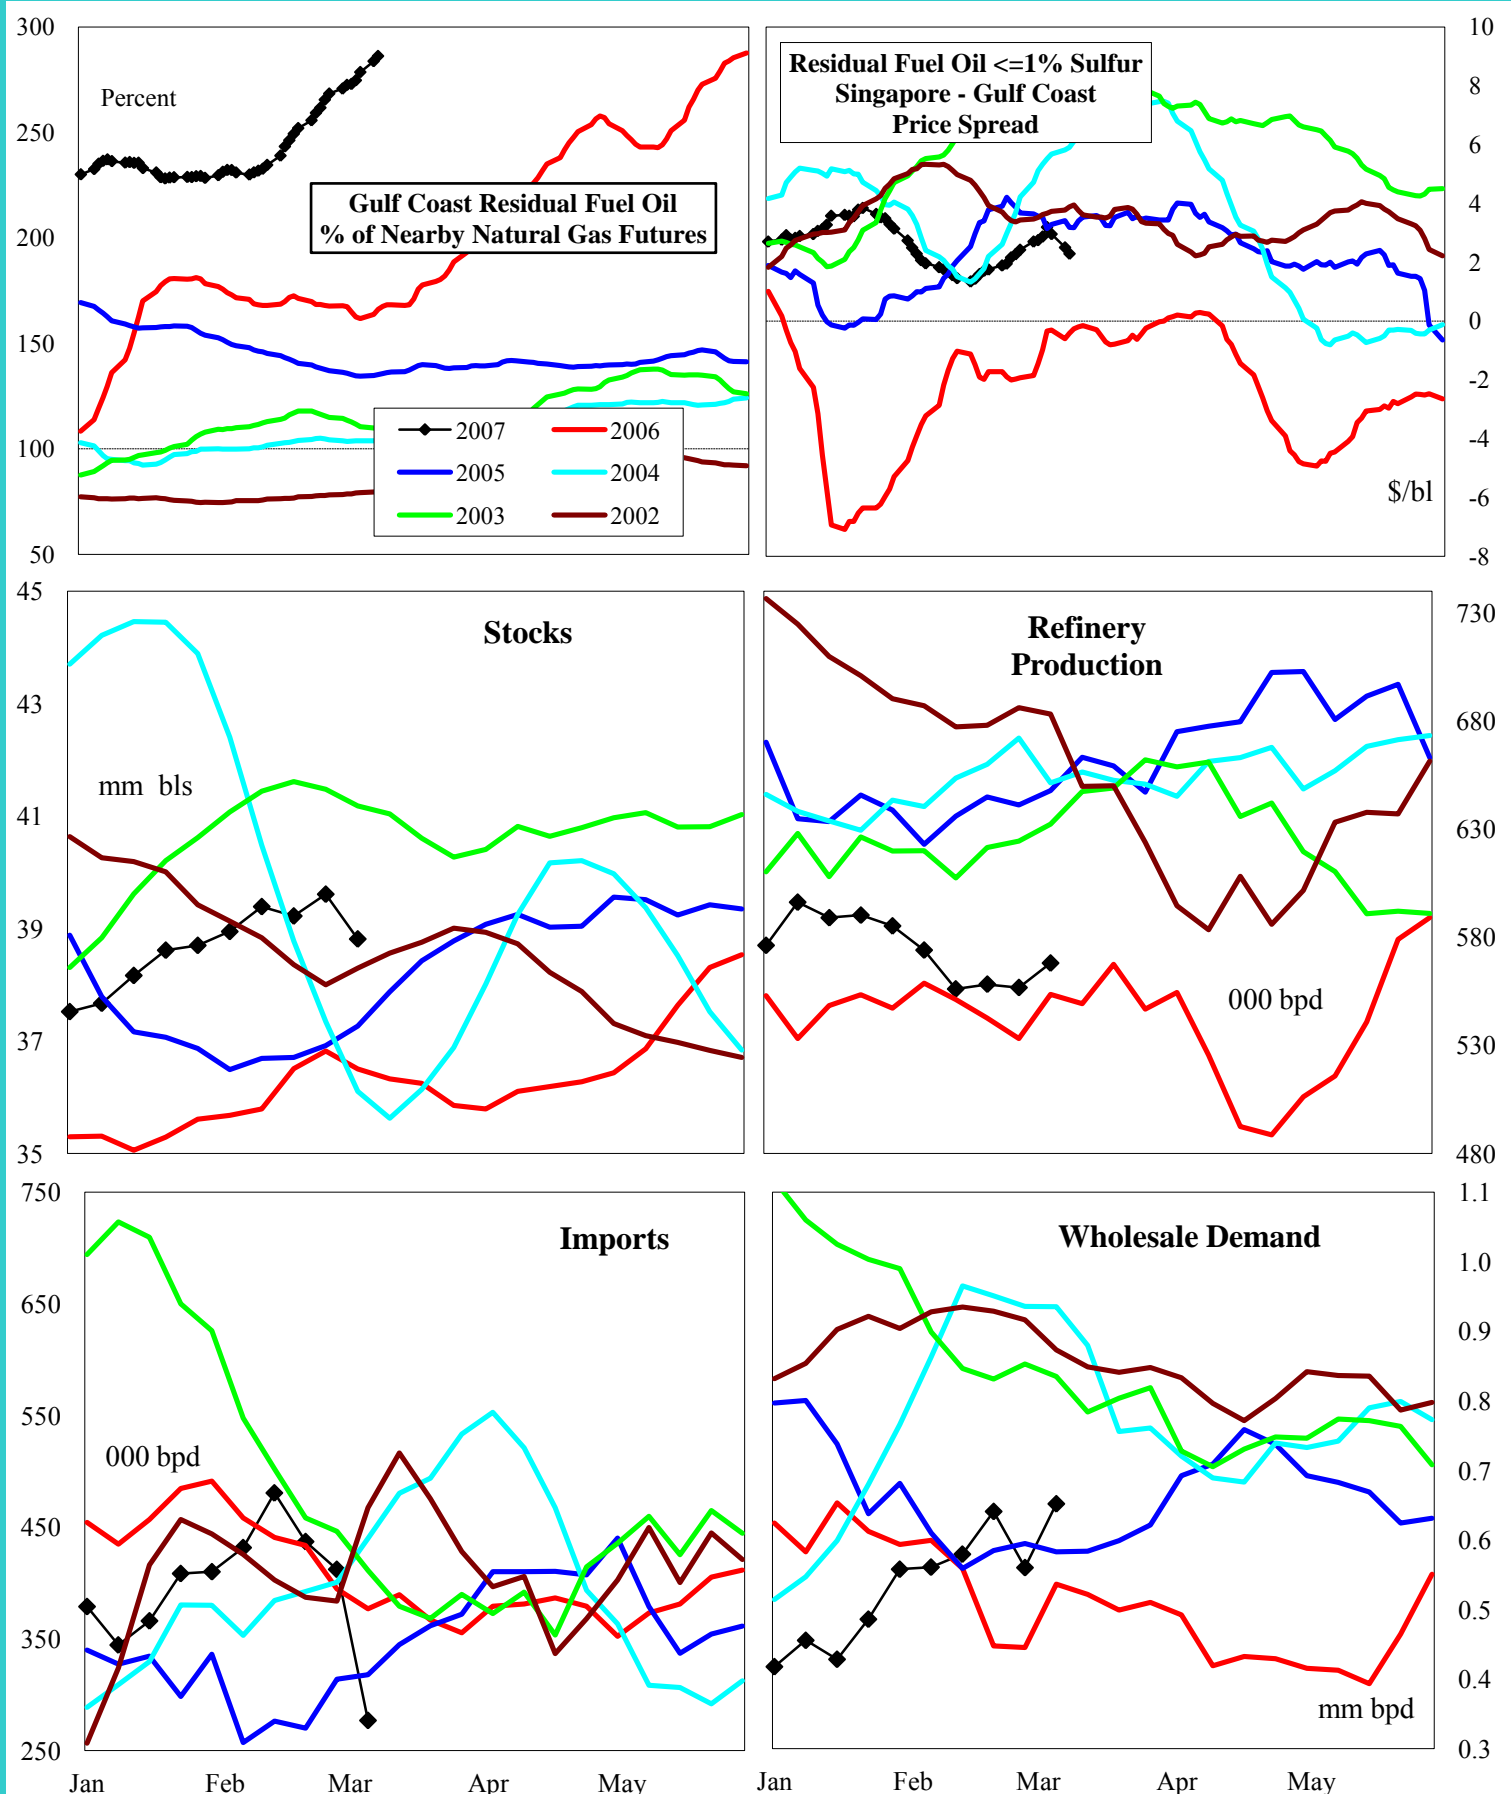 300
250
200
150
100
50
Percent
Gulf Coast Residual Fuel Oil
% of Nearby Natural Gas Futures
2007
2006
2005
2004
2003
2002
Residual Fuel Oil <=1% Sulfur
Singapore - Gulf Coast
Price Spread
10
8
6
4
2
0
-2
-4
-6
-8
$/bl
45
43
41
39
37
35
Stocks
mm bls
Refinery
Production
730
680
630
580
530
480
000 bpd
750
650
550
450
350
250
Imports
000 bpd
Jan Feb Mar Apr May
Wholesale Demand
1.1
1.0
0.9
0.8
0.7
0.6
0.5
0.4
0.3
mm bpd
Jan Feb Mar Apr May